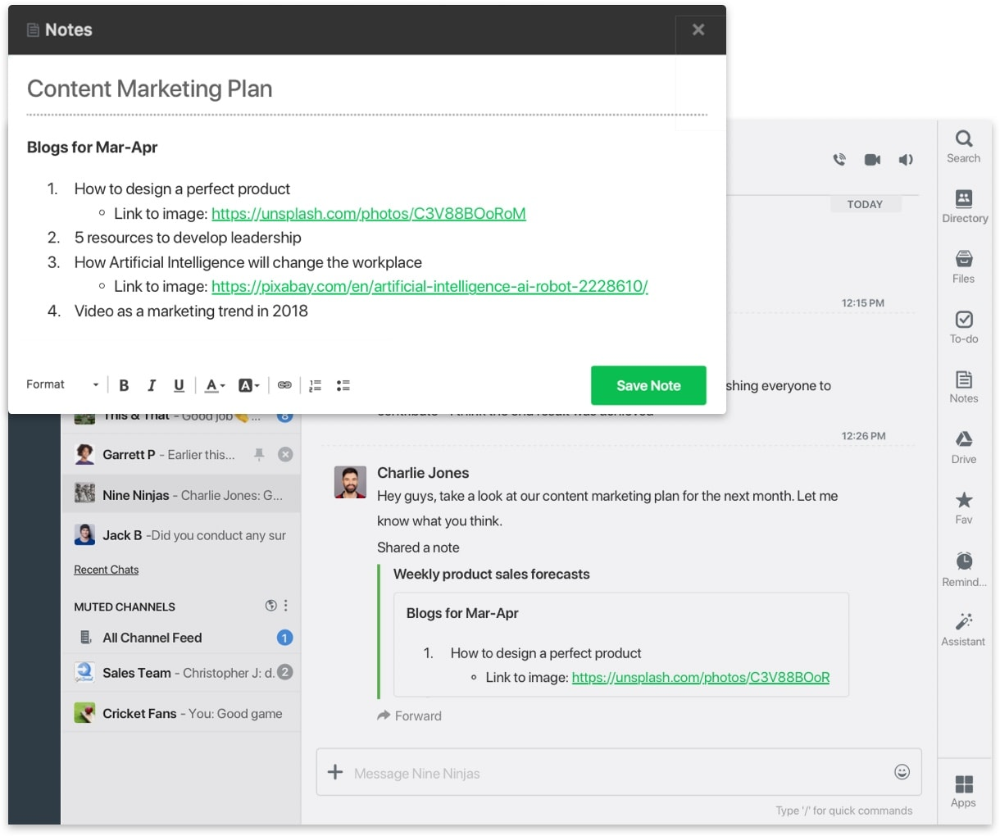 Notes
Content Marketing Plan
Blogs for Mar-Apr
1. How to design a perfect product
Link to image: https://unsplash.com/photos/C3V88BOoRoM
2. 5 resources to develop leadership
3. How Artificial Intelligence will change the workplace
Link to image: https://pixabay.com/en/artificial-intelligence-ai-robot-2228610/
4. Video as a marketing trend in 2018
Format
B I U A A
Save Note
TODAY
12:15 PM
shing everyone to
contribute - I think the end result was achieved
12:26 PM
Charlie Jones
Hey guys, take a look at our content marketing plan for the next month. Let me
know what you think.
Shared a note
Weekly product sales forecasts
Blogs for Mar-Apr
1. How to design a perfect product
Link to image: https://unsplash.com/photos/C3V88BOoR
Forward
Message Nine Ninjas
Type '/' for quick commands
This & That - Good job ... 8
Garrett P - Earlier this...
Nine Ninjas - Charlie Jones: G...
Jack B -Did you conduct any sur
Recent Chats
MUTED CHANNELS
All Channel Feed 1
Sales Team - Christopher J: d. 2
Cricket Fans - You: Good game
Search
Directory
Files
To-do
Notes
Drive
Fav
Remind...
Assistant
Apps